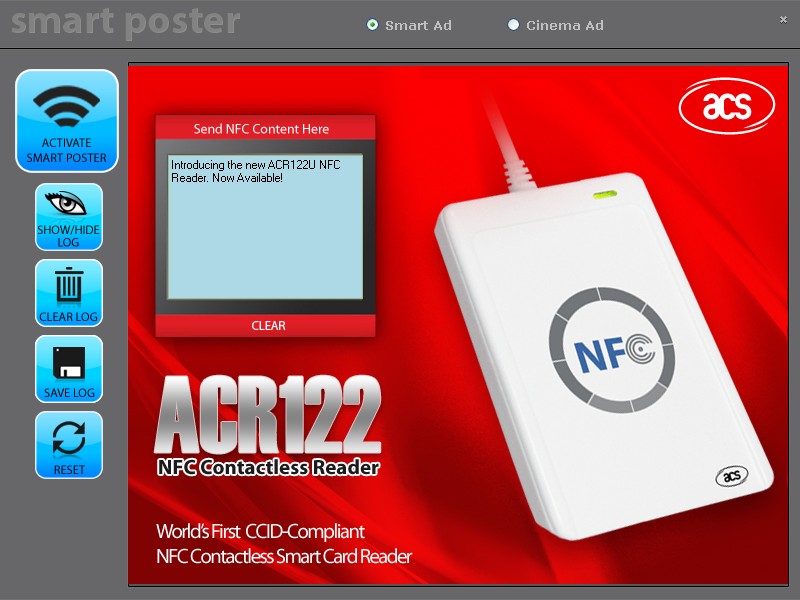 smart poster
Smart Ad
Cinema Ad
x
ACTIVATE
SMART POSTER
SHOW/HIDE
LOG
CLEAR LOG
SAVE LOG
RESET
Send NFC Content Here
Introducing the new ACR122U NFC
Reader. Now Available!
CLEAR
acs
NFC
acs
ACR122
NFC Contactless Reader
World's First CCID-Compliant
NFC Contactless Smart Card Reader